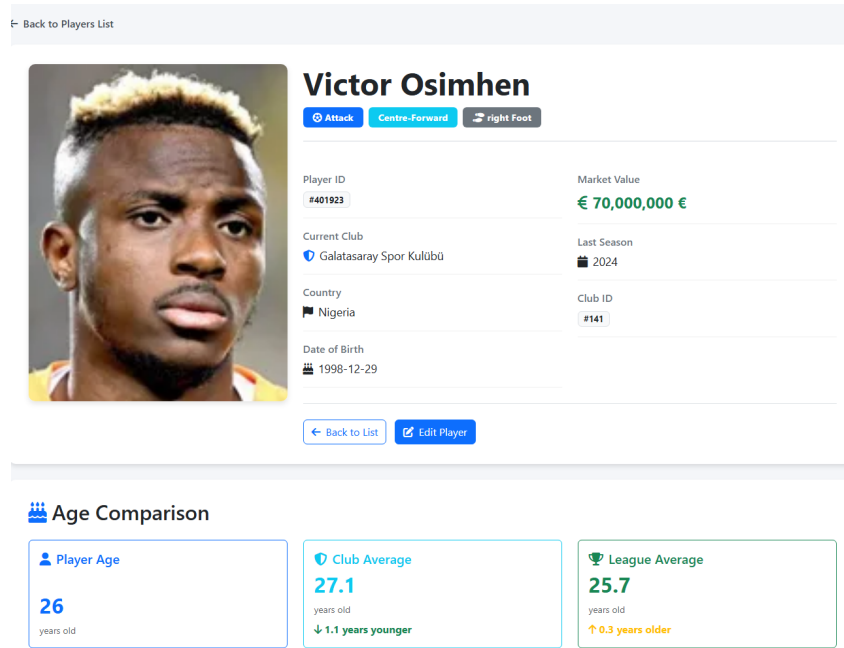 ← Back to Players List
Victor Osimhen
Attack Centre-Forward right Foot
Player ID
#401923
Current Club
Galatasaray Spor Kulübü
Country
Nigeria
Date of Birth
1998-12-29
Market Value
€ 70,000,000 €
Last Season
2024
Club ID
#141
← Back to List Edit Player
Age Comparison
Player Age
26
years old
Club Average
27.1
years old
↓ 1.1 years younger
League Average
25.7
years old
↑ 0.3 years older